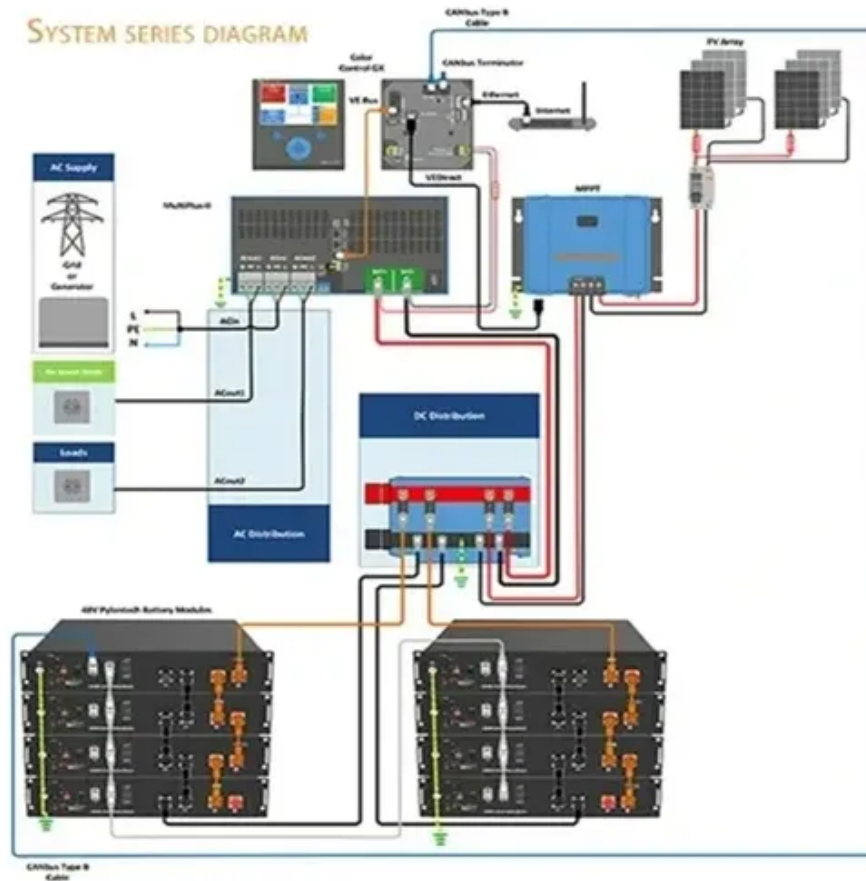 SYSTEM SERIES DIAGRAM
CANbus Type B
Cable
PV Array
Color
Control GX
CANbus Terminator
Ethernet
VE Bus
Internet
AC Supply
VE Direct
MultiPlus-II
MPPT
Grid
or
Generator
L
PE
N
ACin
ACout1
DC Distribution
Loads
ACout2
AC Distribution
48V Pylontech Battery Modules
CANbus Type B
Cable